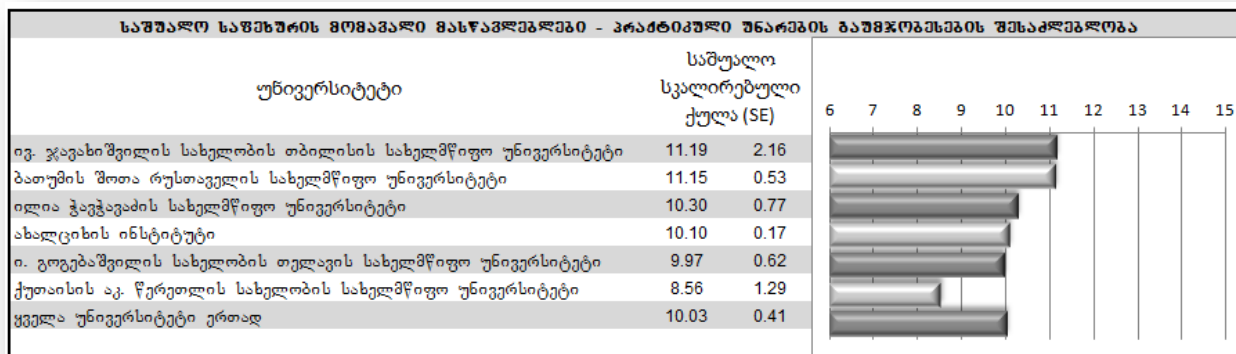 საშუალო საფეხურის მომავალი მასწავლებლები - პრაქტიკული უნარების გაუმჯობესების შესაძლებლობა
უნივერსიტეტი
საშუალო
სკალირებული
ქულა (SE)
6 7 8 9 10 11 12 13 14 15
ივ. ჯავახიშვილის სახელობის თბილისის სახელმწიფო უნივერსიტეტი 11.19 2.16
ბათუმის შოთა რუსთაველის სახელმწიფო უნივერსიტეტი 11.15 0.53
ილია ჭავჭავაძის სახელმწიფო უნივერსიტეტი 10.30 0.77
ახალციხის ინსტიტუტი 10.10 0.17
ი. გოგებაშვილის სახელობის თელავის სახელმწიფო უნივერსიტეტი 9.97 0.62
ქუთაისის აკ. წერეთლის სახელობის სახელმწიფო უნივერსიტეტი 8.56 1.29
ყველა უნივერსიტეტი ერთად 10.03 0.41